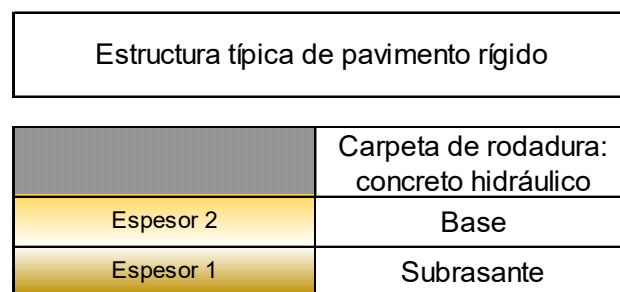 Estructura típica de pavimento rígido
Carpeta de rodadura:
concreto hidráulico
Espesor 2
Base
Espesor 1
Subrasante